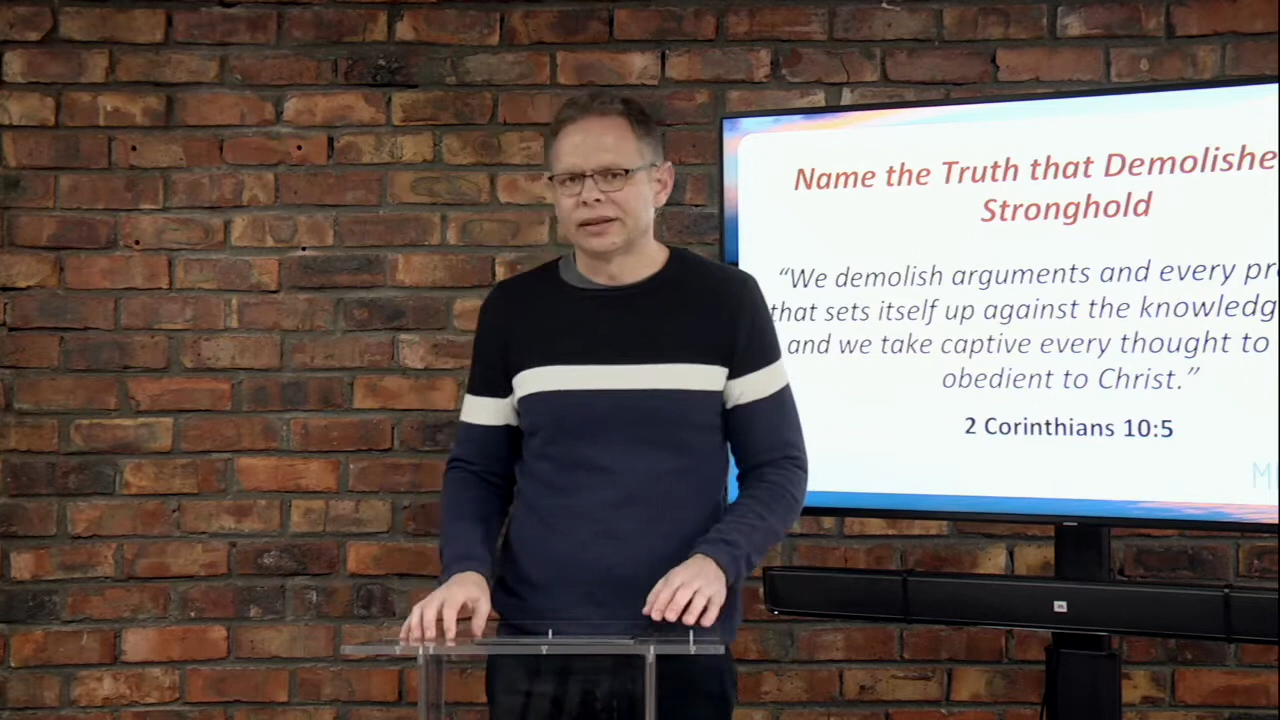 Name the Truth that Demolishe
Stronghold
“We demolish arguments and every pr
that sets itself up against the knowledg
and we take captive every thought to
obedient to Christ.”
2 Corinthians 10:5
M
JBL